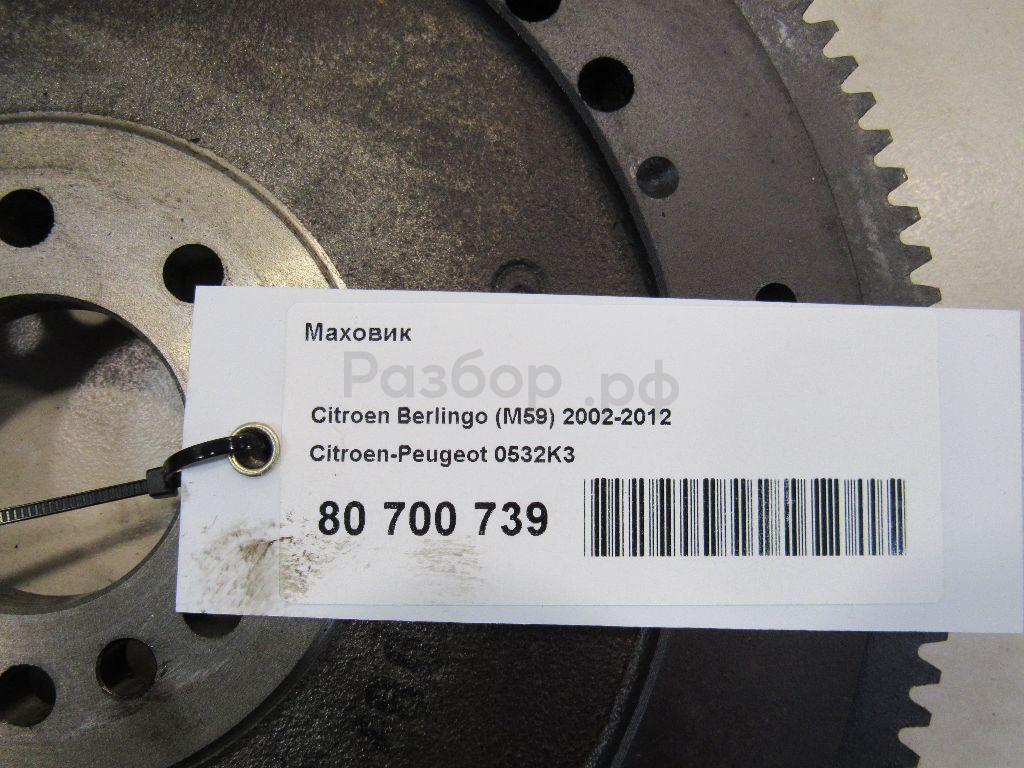 Маховик
Разбор.рф
Citroen Berlingo (M59) 2002-2012
Citroen-Peugeot 0532K3
80 700 739